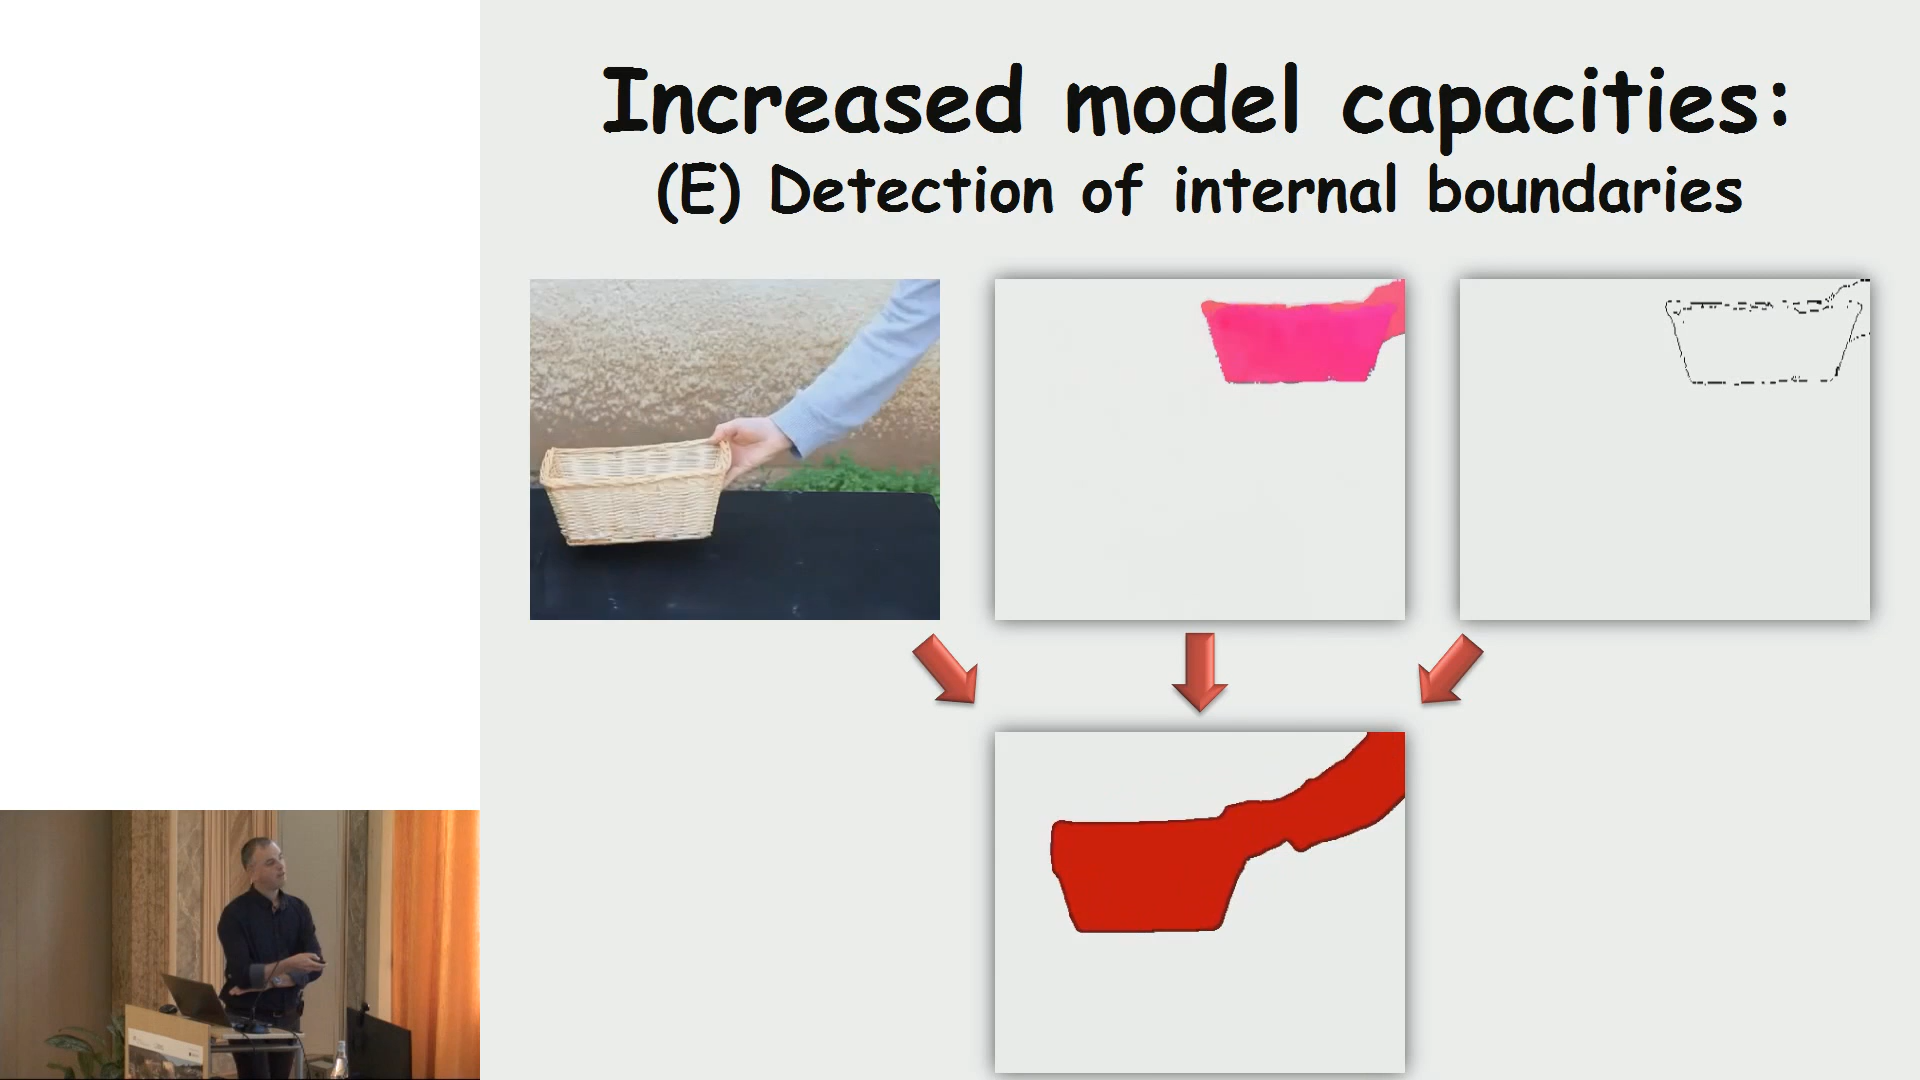 Increased model capacities:
(E) Detection of internal boundaries